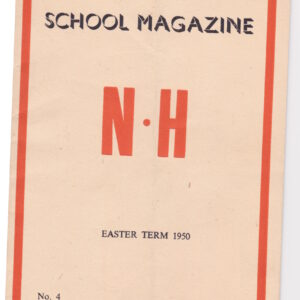 SCHOOL MAGAZINE
N·H
EASTER TERM 1950
No. 4